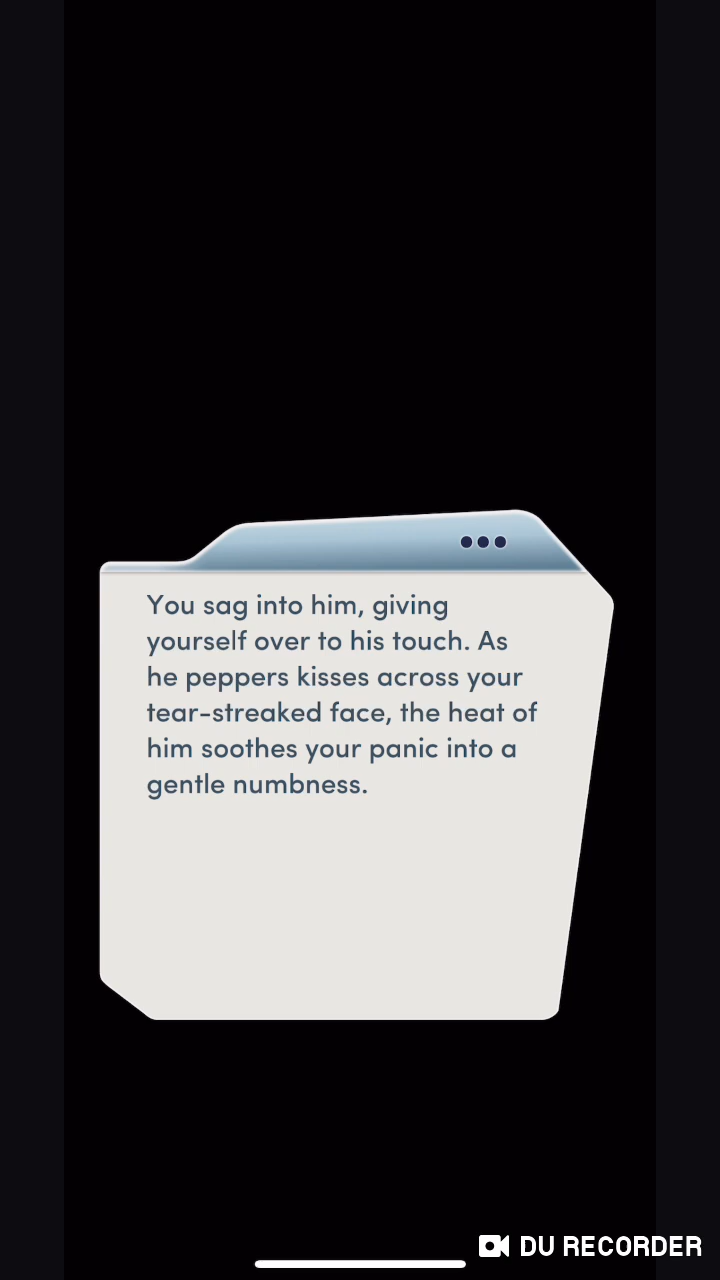 You sag into him, giving
yourself over to his touch. As
he peppers kisses across your
tear-streaked face, the heat of
him soothes your panic into a
gentle numbness.
DU RECORDER